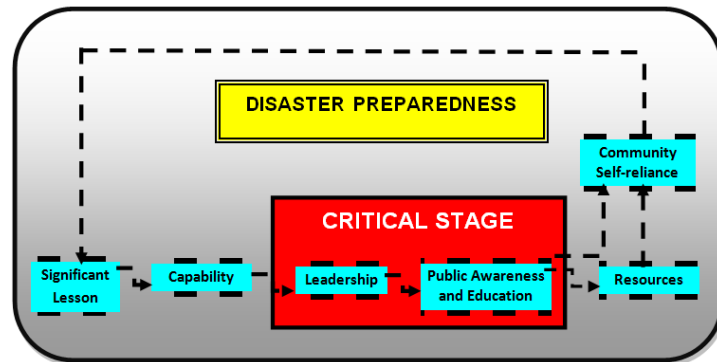 DISASTER PREPAREDNESS
Community
Self-reliance
CRITICAL STAGE
Significant
Lesson
Capability
Leadership
Public Awareness
and Education
Resources